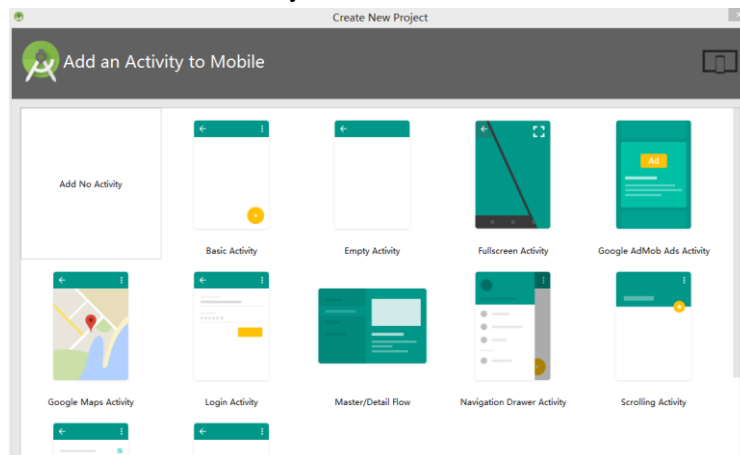 Create New Project
Add an Activity to Mobile
Add No Activity
Ad
Basic Activity
Empty Activity
Fullscreen Activity
Google AdMob Ads Activity
Google Maps Activity
Login Activity
Master/Detail Flow
Navigation Drawer Activity
Scrolling Activity